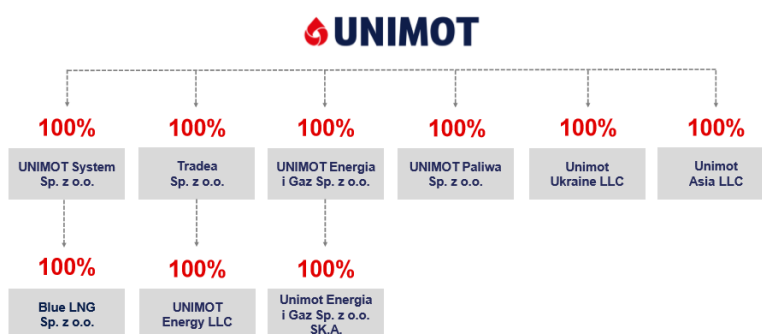 UNIMOT
100% 100% 100% 100% 100% 100%
UNIMOT System
Sp. z o.o.
Tradea
Sp. z o.o.
UNIMOT Energia
i Gaz Sp. z o.o.
UNIMOT Paliwa
Sp. z o.o.
Unimot
Ukraine LLC
Unimot
Asia LLC
100% 100% 100%
Blue LNG
Sp. z o.o.
UNIMOT
Energy LLC
Unimot Energia
i Gaz Sp. z o.o.
SK.A.